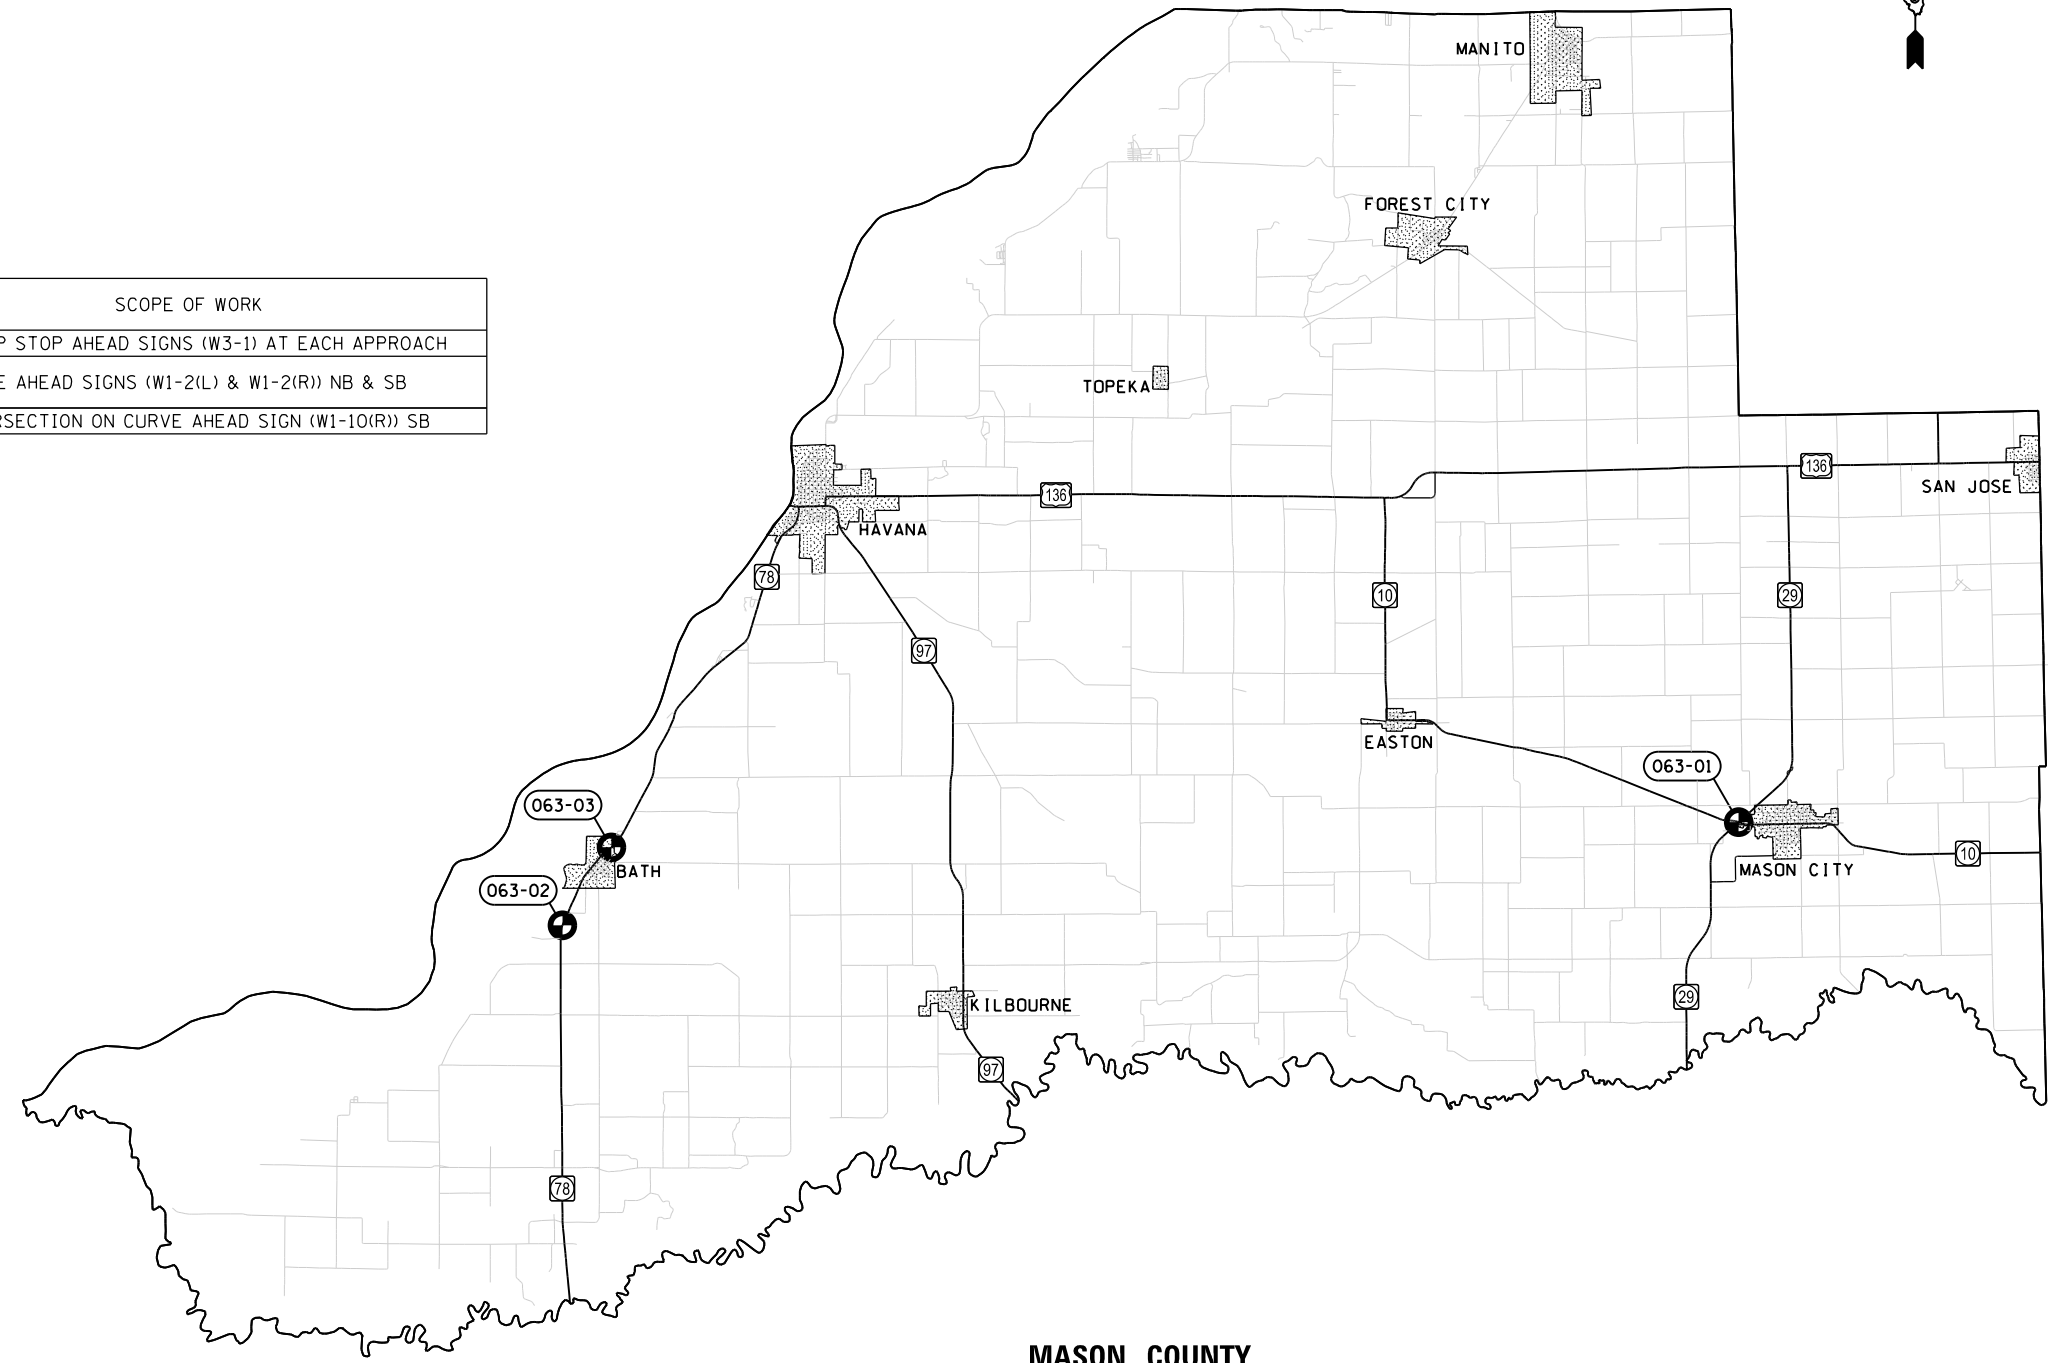 MANITO
FOREST CITY
SCOPE OF WORK
STOP AHEAD SIGNS (W3-1) AT EACH APPROACH
AHEAD SIGNS (W1-2(L) & W1-2(R)) NB & SB
ON CURVE AHEAD SIGN (W1-10(R)) SB
TOPEKA
136
136
SAN JOSE
HAVANA
78
10
29
97
EASTON
063-01
063-03
BATH
10
MASON CITY
063-02
29
KILBOURNE
97
78
MASON COUNTY